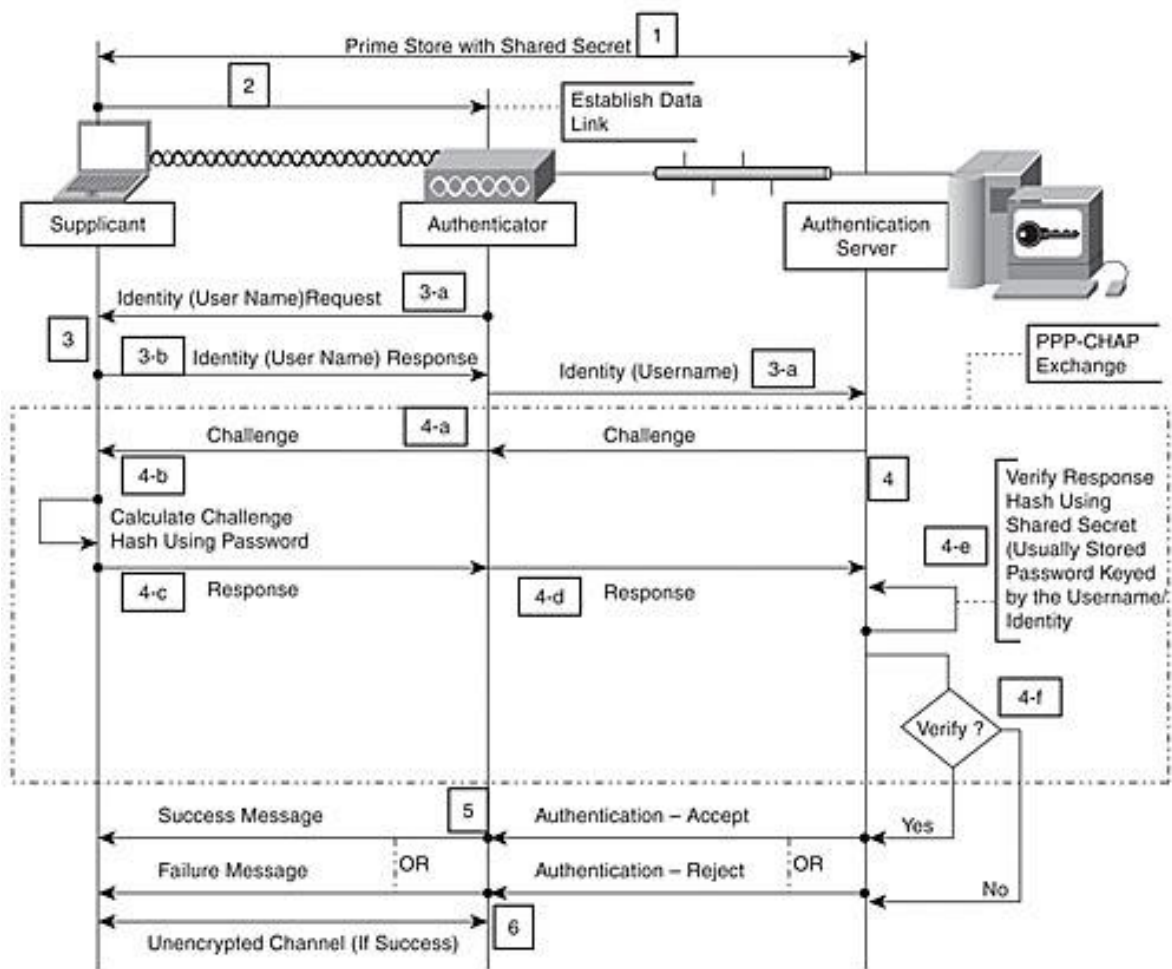 1
Prime Store with Shared Secret
2
Establish Data
Link
Supplicant
Authenticator
Authentication
Server
3-a
Identity (User Name)Request
3
3-b
Identity (User Name) Response
Identity (Username)
3-a
PPP-CHAP
Exchange
4-a
Challenge
Challenge
4-b
4
Calculate Challenge
Hash Using Password
Verify Response
Hash Using
Shared Secret
(Usually Stored
Password Keyed
by the Username/
Identity
4-e
4-c
Response
4-d
Response
4-f
Verify ?
5
Success Message
Authentication – Accept
Yes
OR
OR
Failure Message
Authentication – Reject
No
6
Unencrypted Channel (If Success)